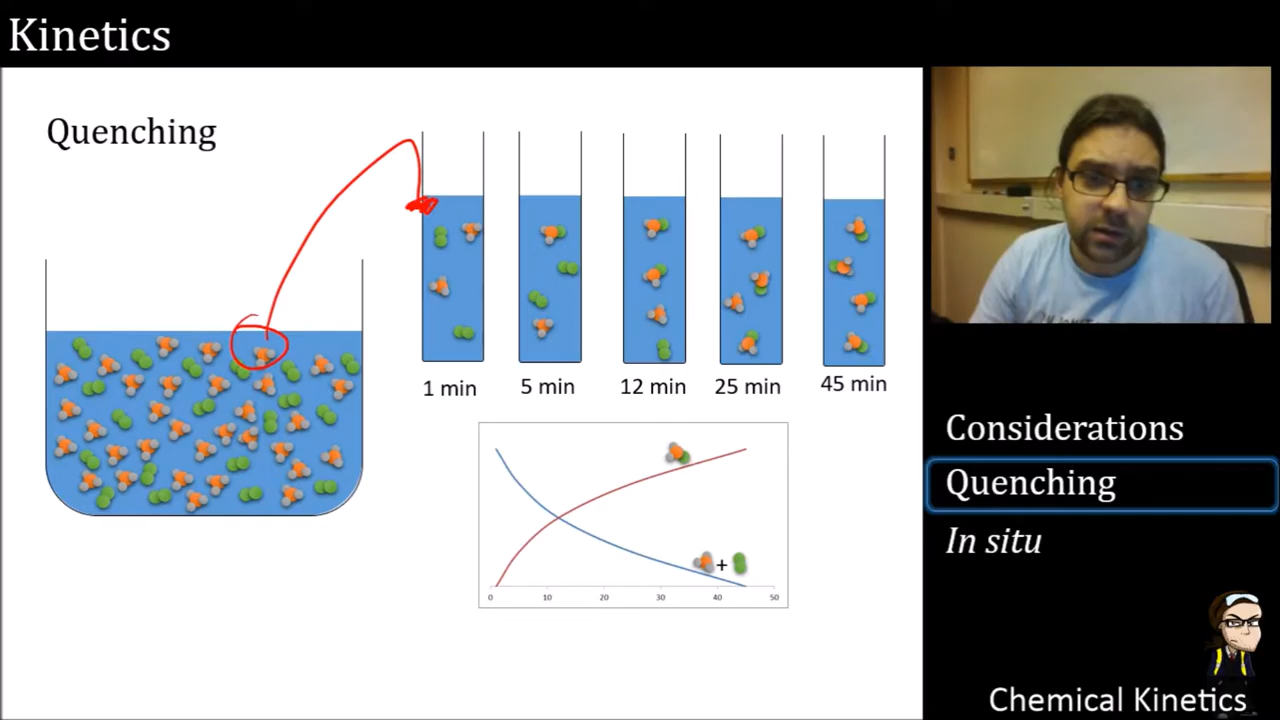 Kinetics
Quenching
1 min
5 min
12 min
25 min
45 min
+
0
10
20
30
40
50
Considerations
Quenching
In situ
Chemical Kinetics